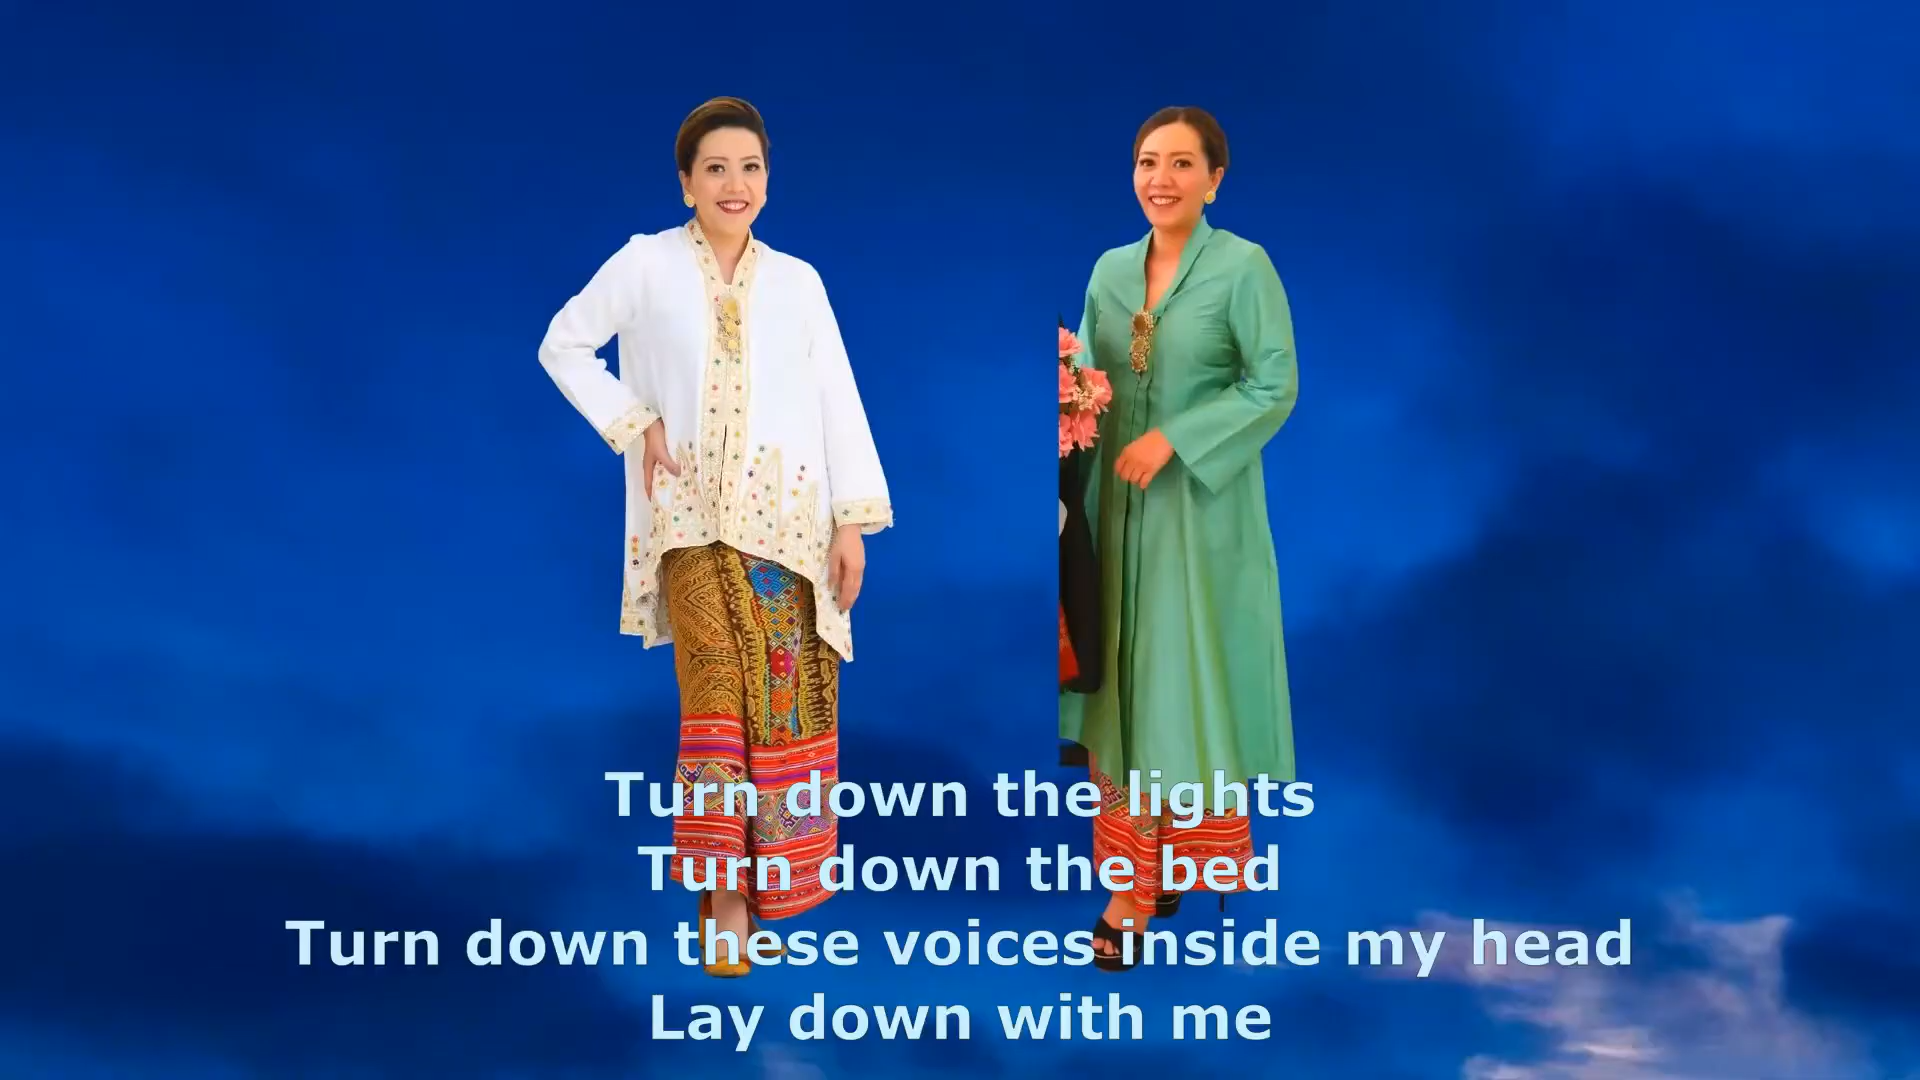 Turn down the lights
Turn down the bed
Turn down these voices inside my head
Lay down with me